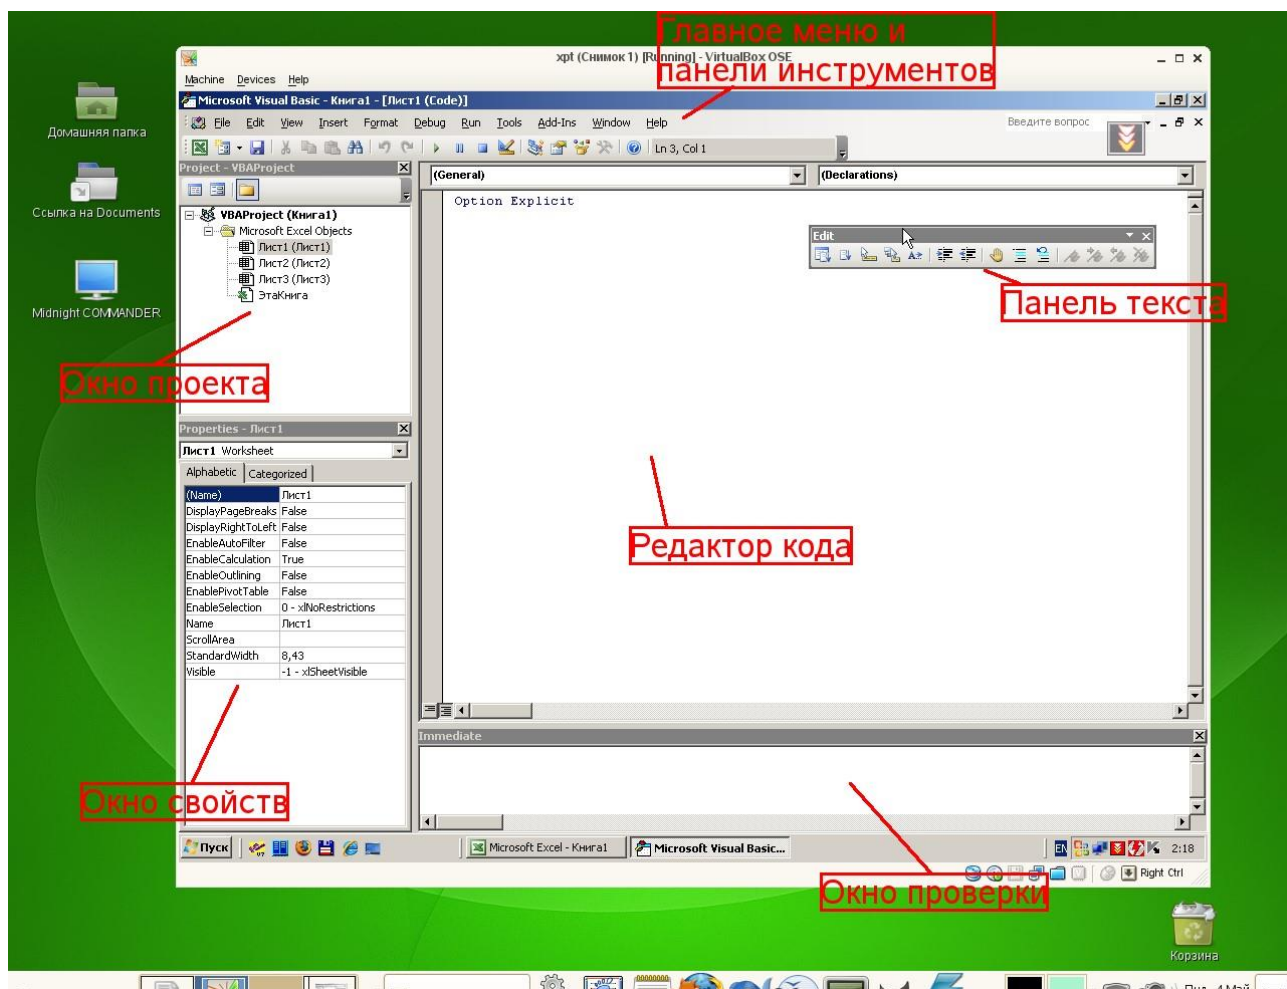 Главное меню и
панели инструментов
xpt (Снимок 1) [Running] - VirtualBox OSE
Machine Devices Help
Microsoft Visual Basic - Книга1 - [Лист1 (Code)]
File Edit View Insert Format Debug Run Tools Add-Ins Window Help
Введите вопрос
Ln 3, Col 1
Домашняя папка
Ссылка на Documents
Midnight COMMANDER
Project - VBAProject
VBAProject (Книга1)
Microsoft Excel Objects
Лист1 (Лист1)
Лист2 (Лист2)
Лист3 (Лист3)
ЭтаКнига
Окно проекта
(General)
(Declarations)
Option Explicit
Edit
Панель текста
Редактор кода
Properties - Лист1
Лист1 Worksheet
Alphabetic Categorized
(Name) Лист1
DisplayPageBreaks False
DisplayRightToLeft False
EnableAutoFilter False
EnableCalculation True
EnableOutlining False
EnablePivotTable False
EnableSelection 0 - xlNoRestrictions
Name Лист1
ScrollArea
StandardWidth 8,43
Visible -1 - xlSheetVisible
Окно свойств
Immediate
Окно проверки
Пуск
Microsoft Excel - Книга1
Microsoft Visual Basic...
EN
2:18
Right Ctrl
Корзина